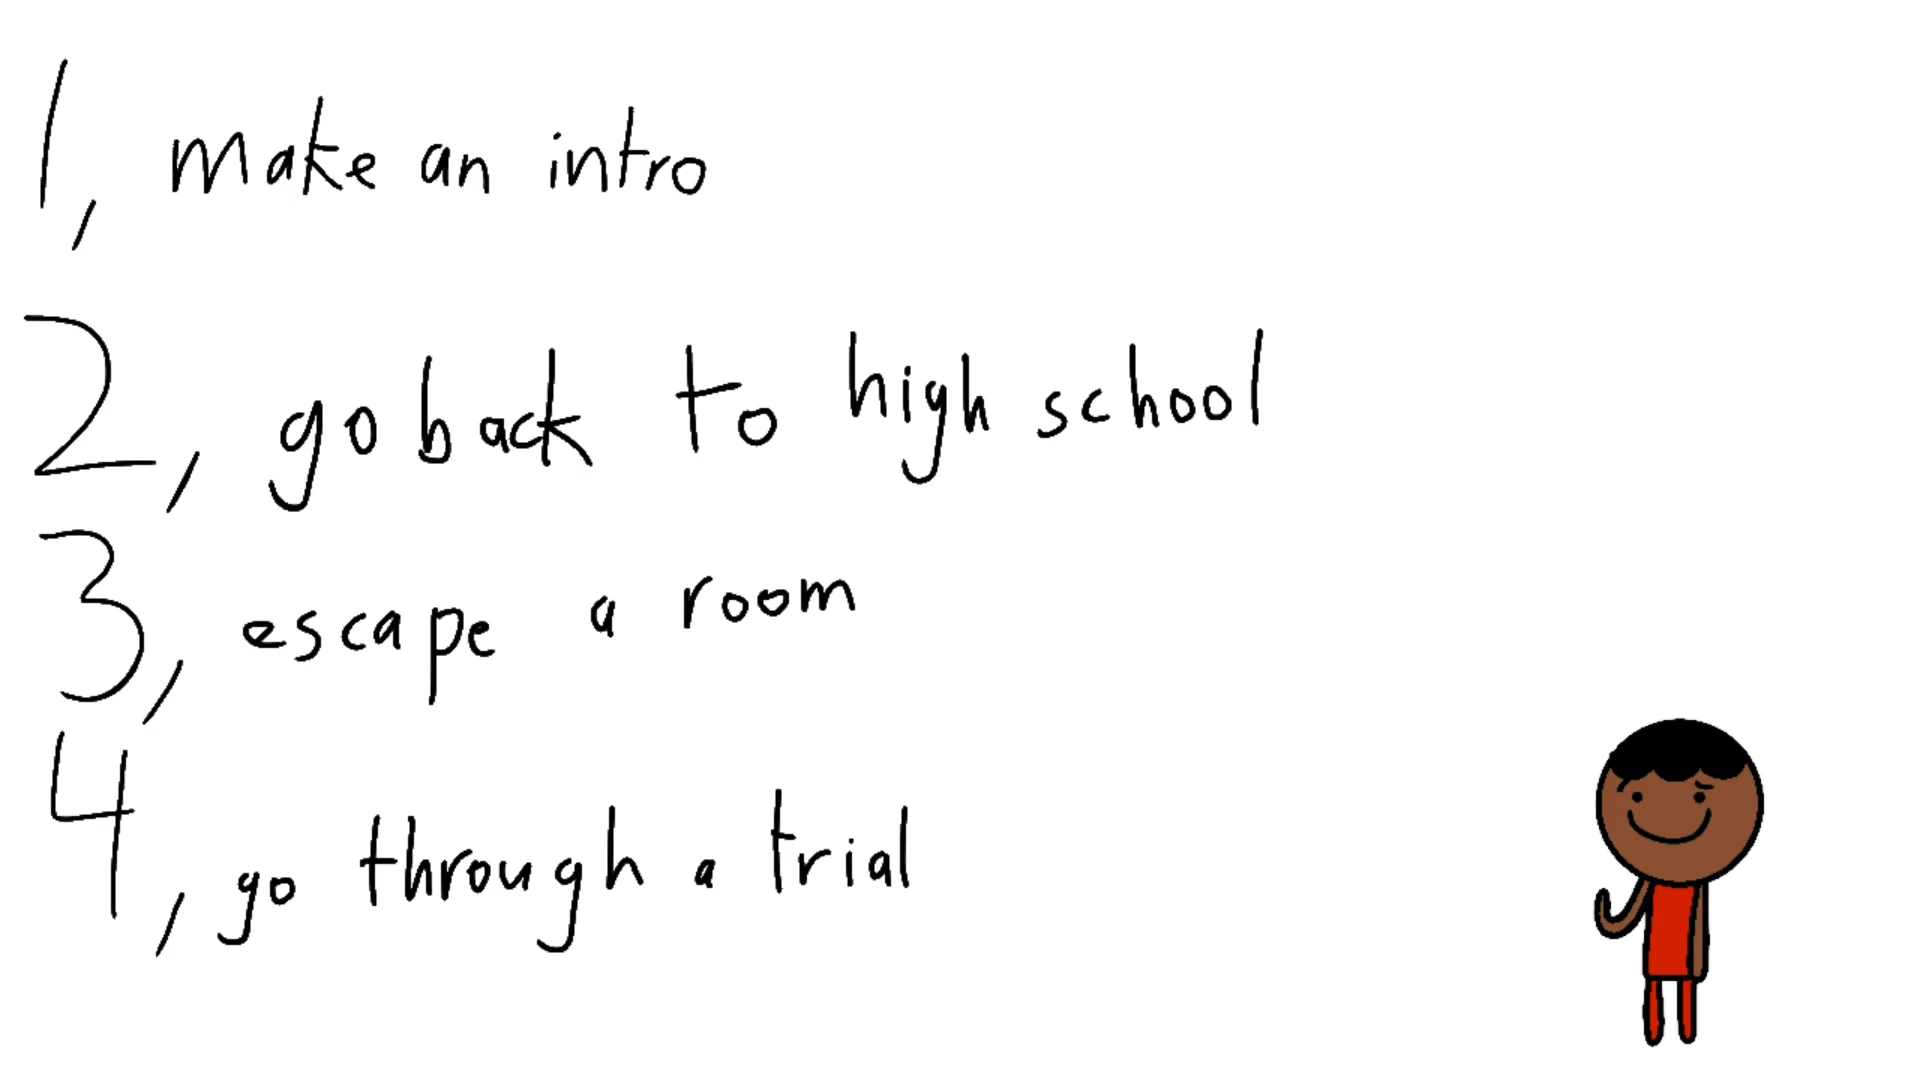 1, make an intro
2, go back to high school
3, escape a room
4, go through a trial